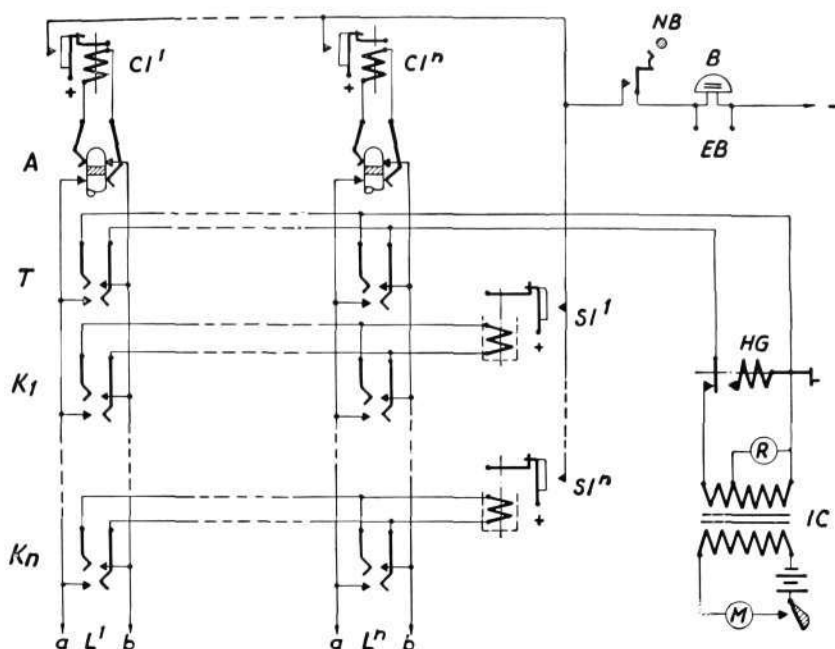 NB
B
Cl¹ Clⁿ
EB
A
T
Sl¹
HG
K1
R
Slⁿ
IC
Kn
M
a L¹ b a Lⁿ b